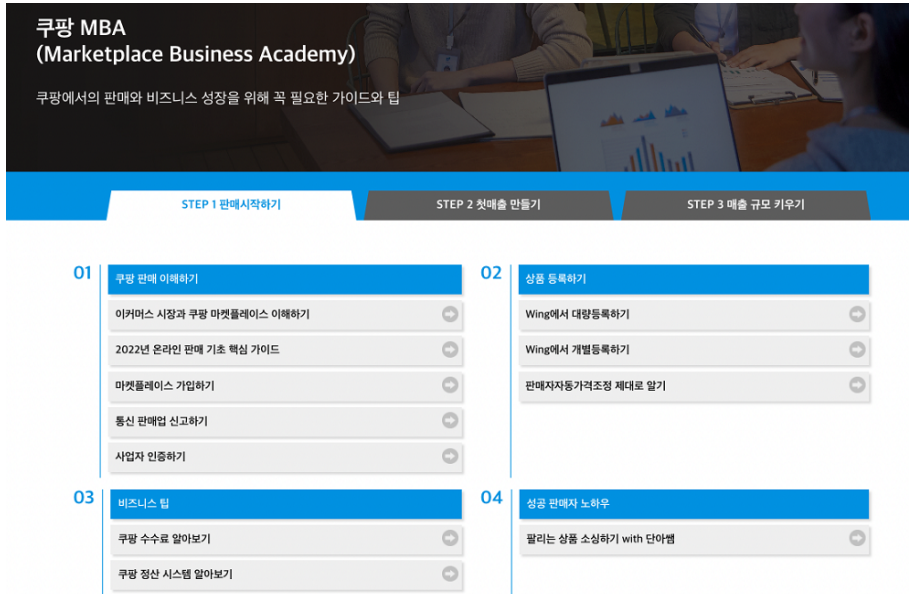 쿠팡 MBA
(Marketplace Business Academy)
쿠팡에서의 판매와 비즈니스 성장을 위해 꼭 필요한 가이드와 팁
STEP 1 판매시작하기
STEP 2 첫매출 만들기
STEP 3 매출 규모 키우기
01
쿠팡 판매 이해하기
이커머스 시장과 쿠팡 마켓플레이스 이해하기
2022년 온라인 판매 기초 핵심 가이드
마켓플레이스 가입하기
통신 판매업 신고하기
사업자 인증하기
02
상품 등록하기
Wing에서 대량등록하기
Wing에서 개별등록하기
판매자자동가격조정 제대로 알기
03
비즈니스 팁
쿠팡 수수료 알아보기
쿠팡 정산 시스템 알아보기
04
성공 판매자 노하우
팔리는 상품 소싱하기 with 단아쌤